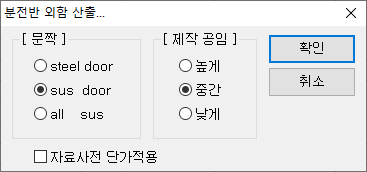 분전반 외함 산출...
[ 문짝 ]
steel door
sus door
all sus
[ 제작 공임 ]
높게
중간
낮게
확인
취소
자료사전 단가적용